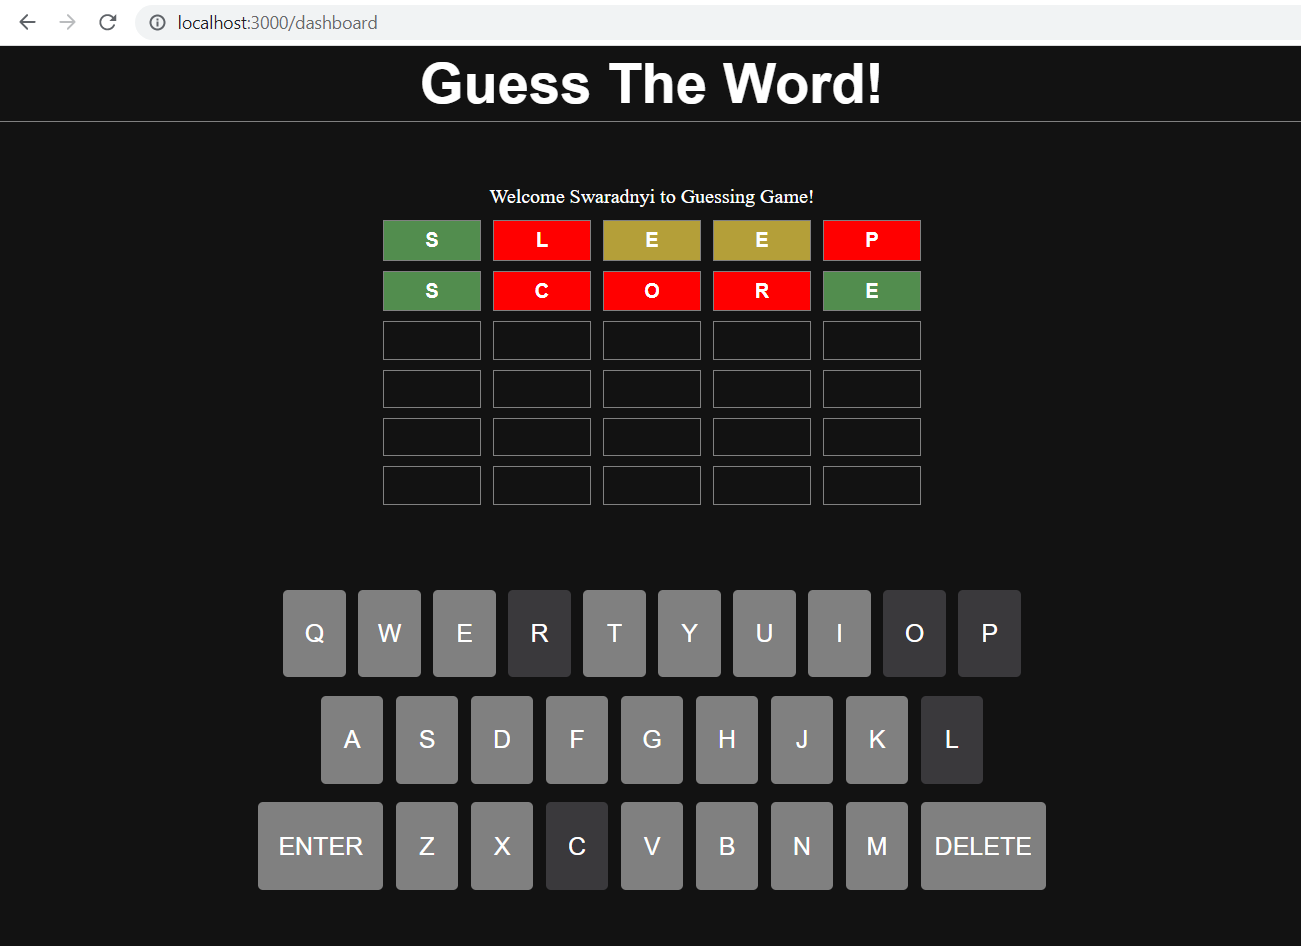 localhost:3000/dashboard
Guess The Word!
Welcome Swaradnyi to Guessing Game!
S L E E P
S C O R E
Q W E R T Y U I O P
A S D F G H J K L
ENTER Z X C V B N M DELETE